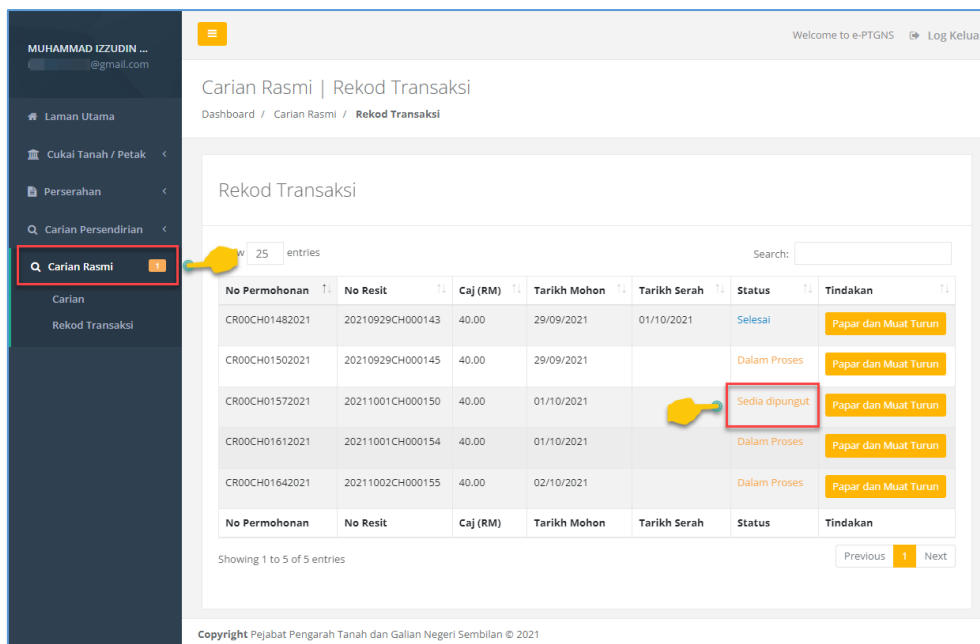 MUHAMMAD IZZUDIN ...
@gmail.com
Laman Utama
Cukai Tanah / Petak
Perserahan
Carian Persendirian
Carian Rasmi 1
Carian
Rekod Transaksi
Welcome to e-PTGNS Log Kelua
Carian Rasmi | Rekod Transaksi
Dashboard / Carian Rasmi / Rekod Transaksi
Rekod Transaksi
25 entries Search:
No Permohonan No Resit Caj (RM) Tarikh Mohon Tarikh Serah Status Tindakan
CR00CH01482021 20210929CH000143 40.00 29/09/2021 01/10/2021 Selesai Papar dan Muat Turun
CR00CH01502021 20210929CH000145 40.00 29/09/2021 Dalam Proses Papar dan Muat Turun
CR00CH01572021 20211001CH000150 40.00 01/10/2021 Sedia dipungut Papar dan Muat Turun
CR00CH01612021 20211001CH000154 40.00 01/10/2021 Dalam Proses Papar dan Muat Turun
CR00CH01642021 20211002CH000155 40.00 02/10/2021 Dalam Proses Papar dan Muat Turun
No Permohonan No Resit Caj (RM) Tarikh Mohon Tarikh Serah Status Tindakan
Showing 1 to 5 of 5 entries Previous 1 Next
Copyright Pejabat Pengarah Tanah dan Galian Negeri Sembilan © 2021